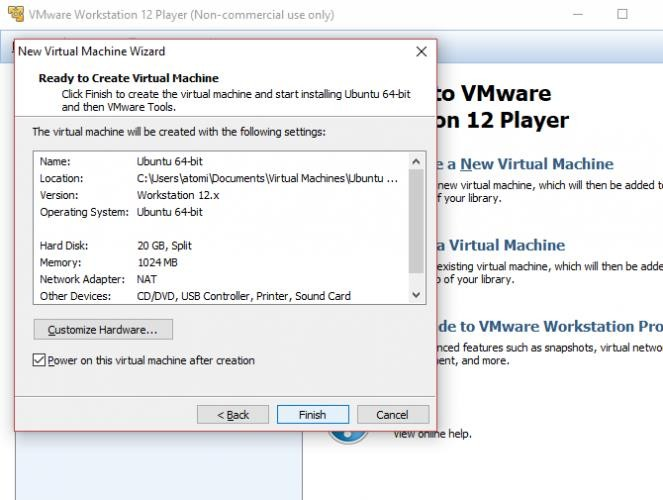 VMware Workstation 12 Player (Non-commercial use only)
New Virtual Machine Wizard
Ready to Create Virtual Machine
Click Finish to create the virtual machine and start installing Ubuntu 64-bit
and then VMware Tools.
The virtual machine will be created with the following settings:
Name: Ubuntu 64-bit
Location: C:\Users\atomi\Documents\Virtual Machines\Ubuntu ...
Version: Workstation 12.x
Operating System: Ubuntu 64-bit
Hard Disk: 20 GB, Split
Memory: 1024 MB
Network Adapter: NAT
Other Devices: CD/DVD, USB Controller, Printer, Sound Card
Customize Hardware...
Power on this virtual machine after creation
< Back Finish Cancel
to VMware
on 12 Player
e a New Virtual Machine
new virtual machine, which will then be added to
of your library.
a Virtual Machine
existing virtual machine, which will then be adde
p of your library.
de to VMware Workstation Pro
nced features such as snapshots, virtual netwo
ent, and more.
View online help.